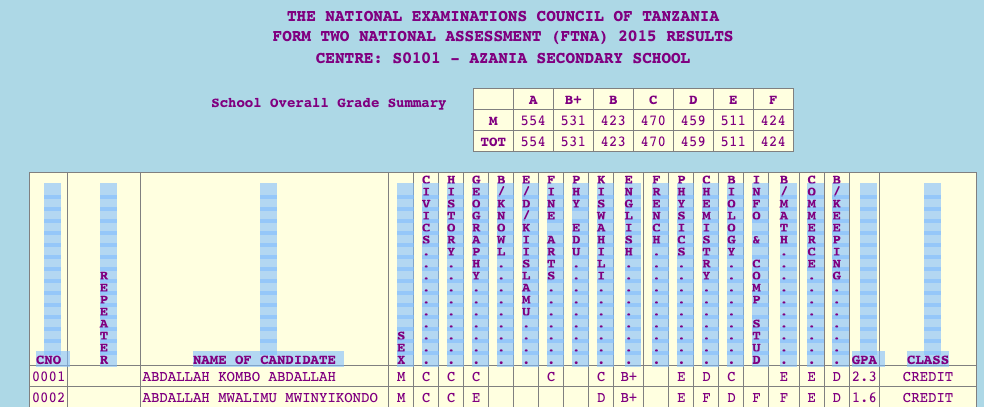 THE NATIONAL EXAMINATIONS COUNCIL OF TANZANIA
FORM TWO NATIONAL ASSESSMENT (FTNA) 2015 RESULTS
CENTRE: S0101 - AZANIA SECONDARY SCHOOL
School Overall Grade Summary
A B+ B C D E F
M 554 531 423 470 459 511 424
TOT 554 531 423 470 459 511 424
CNO REPEATER NAME OF CANDIDATE SEX CIVICS.......... HISTORY......... GEOGRAPHY....... B/KNOWL......... E/D/KISLAMU.... FINE ARTS....... PHY EDU......... KISWAHILI....... ENGLISH......... FRENCH.......... PHYSICS......... CHEMISTRY....... BIOLOGY......... INFO & COMP STUD B/MATH.......... COMMERCE........ B/KEEPING....... GPA CLASS
0001 ABDALLAH KOMBO ABDALLAH M C C C C C B+ E D C E E D 2.3 CREDIT
0002 ABDALLAH MWALIMU MWINYIKONDO M C C E D B+ E F D F F E D 1.6 CREDIT